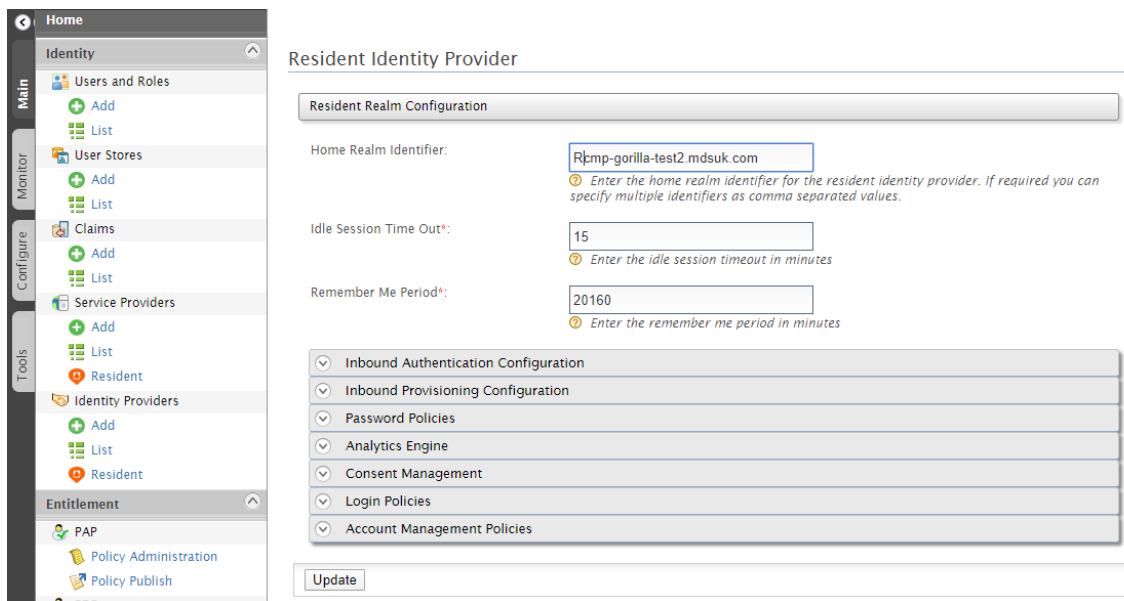 Home
Main
Monitor
Configure
Tools
Identity
Users and Roles
Add
List
User Stores
Add
List
Claims
Add
List
Service Providers
Add
List
Resident
Identity Providers
Add
List
Resident
Entitlement
PAP
Policy Administration
Policy Publish
Resident Identity Provider
Resident Realm Configuration
Home Realm Identifier:
Rcmp-gorilla-test2.mdsuk.com
Enter the home realm identifier for the resident identity provider. If required you can
specify multiple identifiers as comma separated values.
Idle Session Time Out*:
15
Enter the idle session timeout in minutes
Remember Me Period*:
20160
Enter the remember me period in minutes
Inbound Authentication Configuration
Inbound Provisioning Configuration
Password Policies
Analytics Engine
Consent Management
Login Policies
Account Management Policies
Update